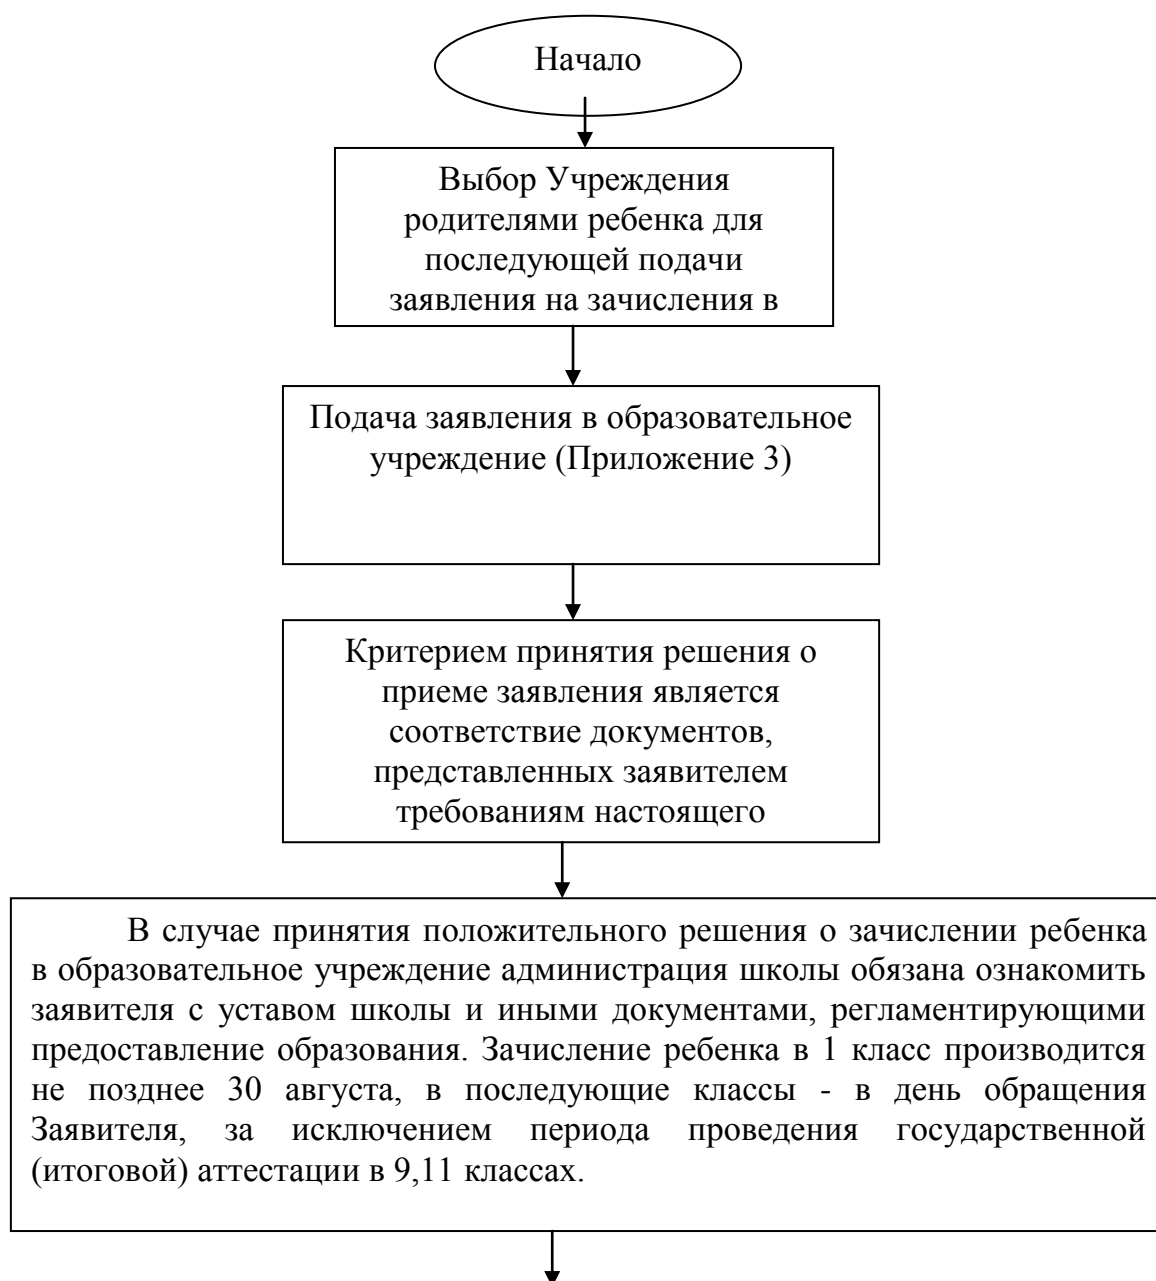 Начало
Выбор Учреждения
родителями ребенка для
последующей подачи
заявления на зачисления в
Подача заявления в образовательное
учреждение (Приложение 3)
Критерием принятия решения о
приеме заявления является
соответствие документов,
представленных заявителем
требованиям настоящего
В случае принятия положительного решения о зачислении ребенка
в образовательное учреждение администрация школы обязана ознакомить
заявителя с уставом школы и иными документами, регламентирующими
предоставление образования. Зачисление ребенка в 1 класс производится
не позднее 30 августа, в последующие классы - в день обращения
Заявителя, за исключением периода проведения государственной
(итоговой) аттестации в 9,11 классах.